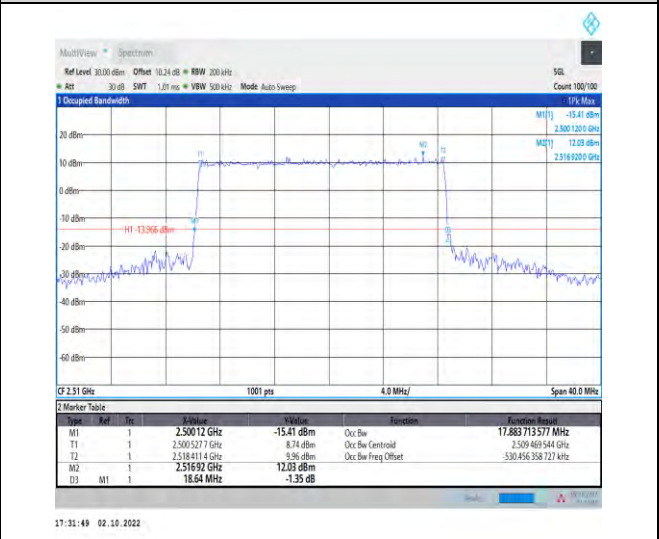 MultiView Spectrum
Ref Level 30.00 dBm Offset 10.24 dB RBW 200 kHz SGL
Att 30 dB SWT 1.01 ms VBW 500 kHz Mode Auto Sweep Count 100/100
1 Occupied Bandwidth 1Pk Max
M1[1] -15.41 dBm
2.500 120 0 GHz
20 dBm
M2[1] 12.03 dBm
2.516 920 0 GHz
M2
T1
T2
10 dBm
0 dBm
-10 dBm
M1
H1 -13.966 dBm
D3
-20 dBm
-30 dBm
-40 dBm
-50 dBm
-60 dBm
CF 2.51 GHz 1001 pts 4.0 MHz/ Span 40.0 MHz
2 Marker Table
Type Ref Trc X-Value Y-Value Function Function Result
M1 1 2.500 12 GHz -15.41 dBm Occ Bw 17.883 713 577 MHz
T1 1 2.500 527 7 GHz 8.74 dBm Occ Bw Centroid 2.509 469 544 GHz
T2 1 2.518 411 4 GHz 9.96 dBm Occ Bw Freq Offset -530.456 358 727 kHz
M2 1 2.516 92 GHz 12.03 dBm
D3 M1 1 18.64 MHz -1.35 dB
17:31:49 02.10.2022